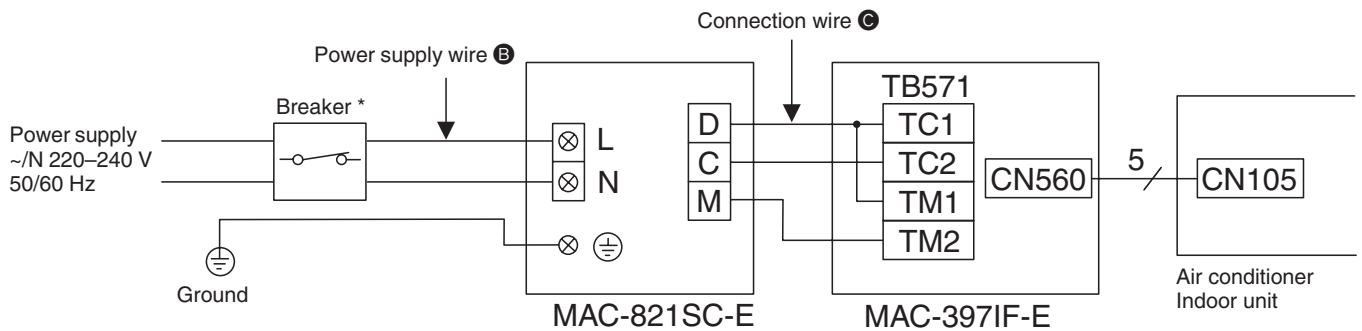 Connection wire C
Power supply wire B
Breaker *
Power supply
~/N 220–240 V
50/60 Hz
L
N
Ground
D
C
M
MAC-821SC-E
TB571
TC1
TC2
TM1
TM2
CN560
MAC-397IF-E
5
CN105
Air conditioner
Indoor unit